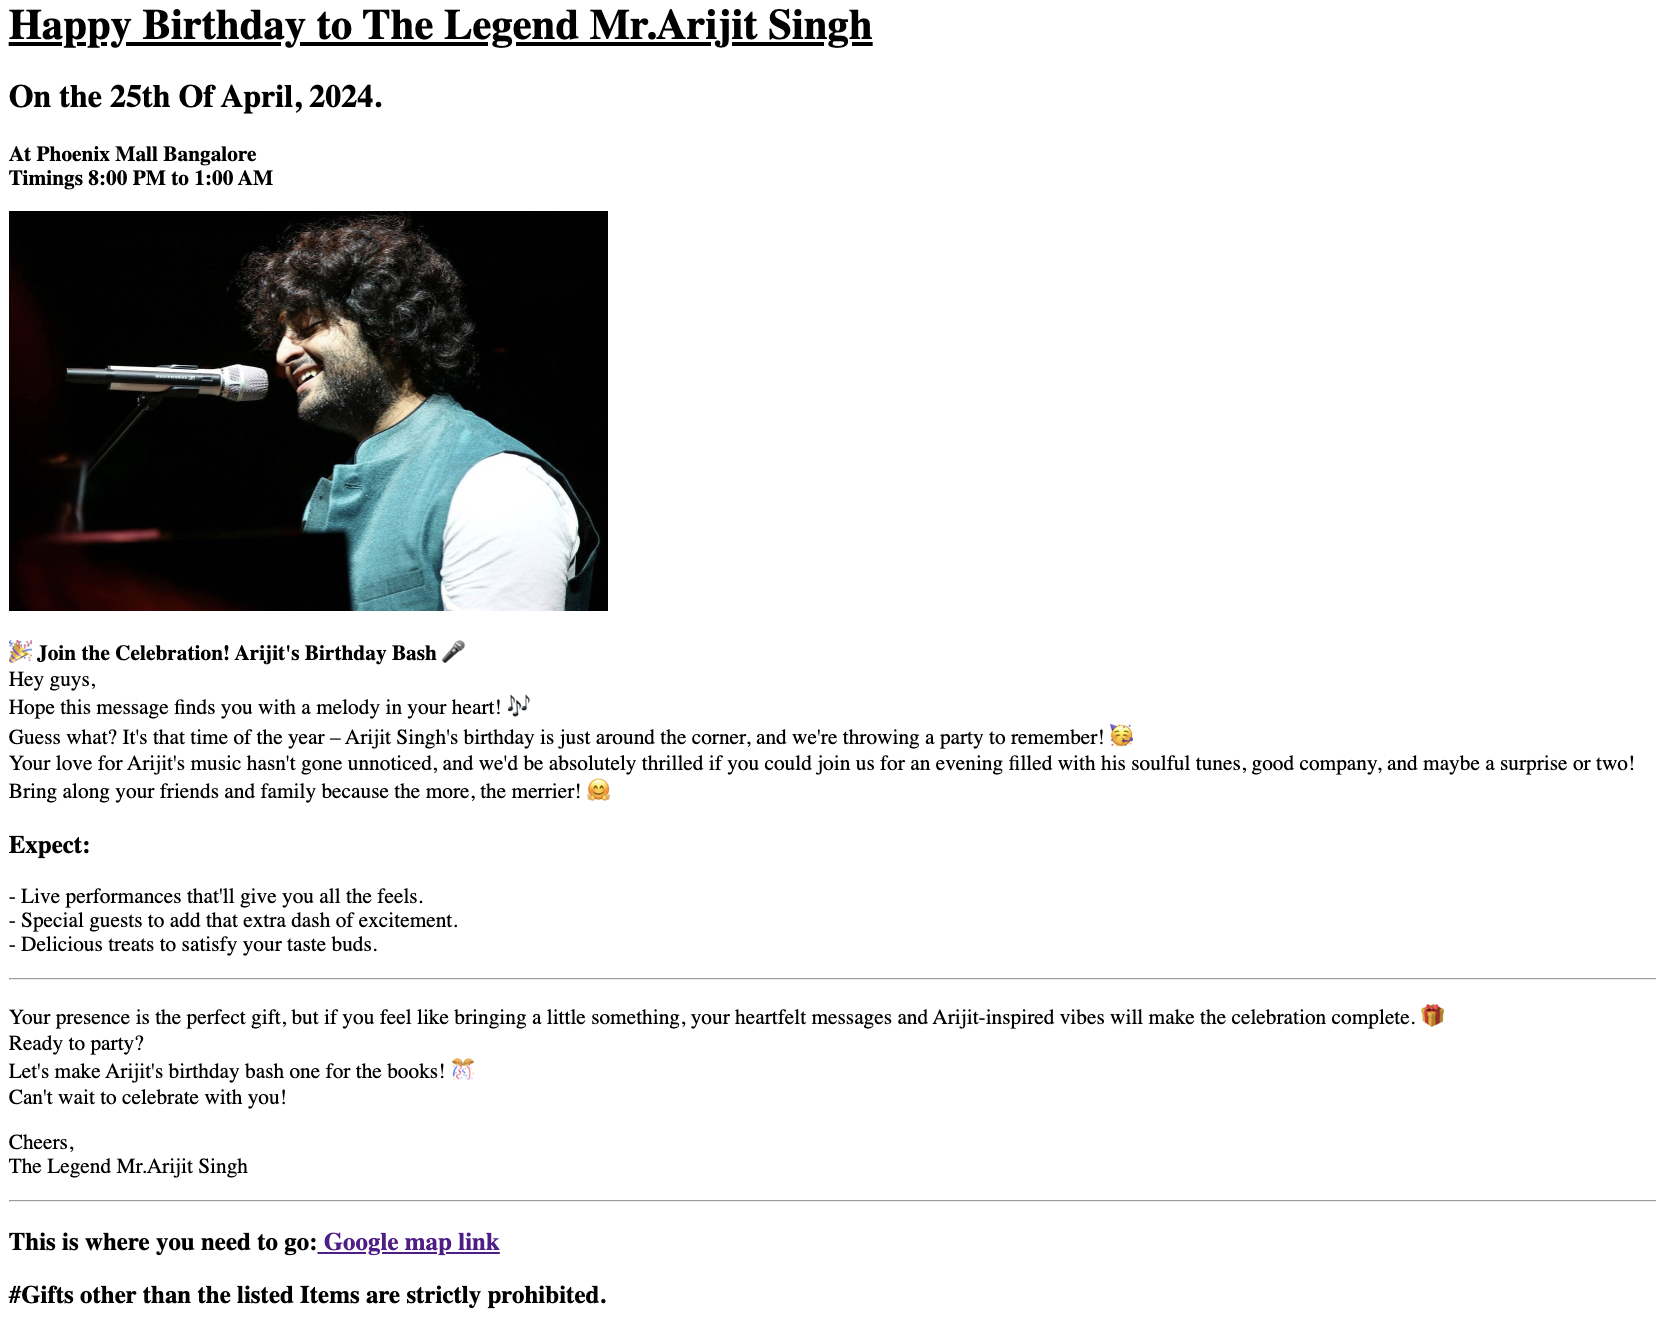 Happy Birthday to The Legend Mr.Arijit Singh
On the 25th Of April, 2024.
At Phoenix Mall Bangalore
Timings 8:00 PM to 1:00 AM
🎉 Join the Celebration! Arijit's Birthday Bash 🎤
Hey guys,
Hope this message finds you with a melody in your heart! 🎶
Guess what? It's that time of the year – Arijit Singh's birthday is just around the corner, and we're throwing a party to remember! 🥳
Your love for Arijit's music hasn't gone unnoticed, and we'd be absolutely thrilled if you could join us for an evening filled with his soulful tunes, good company, and maybe a surprise or two!
Bring along your friends and family because the more, the merrier! 🤗
Expect:
- Live performances that'll give you all the feels.
- Special guests to add that extra dash of excitement.
- Delicious treats to satisfy your taste buds.
Your presence is the perfect gift, but if you feel like bringing a little something, your heartfelt messages and Arijit-inspired vibes will make the celebration complete. 🎁
Ready to party?
Let's make Arijit's birthday bash one for the books! 🎊
Can't wait to celebrate with you!
Cheers,
The Legend Mr.Arijit Singh
This is where you need to go: Google map link
#Gifts other than the listed Items are strictly prohibited.